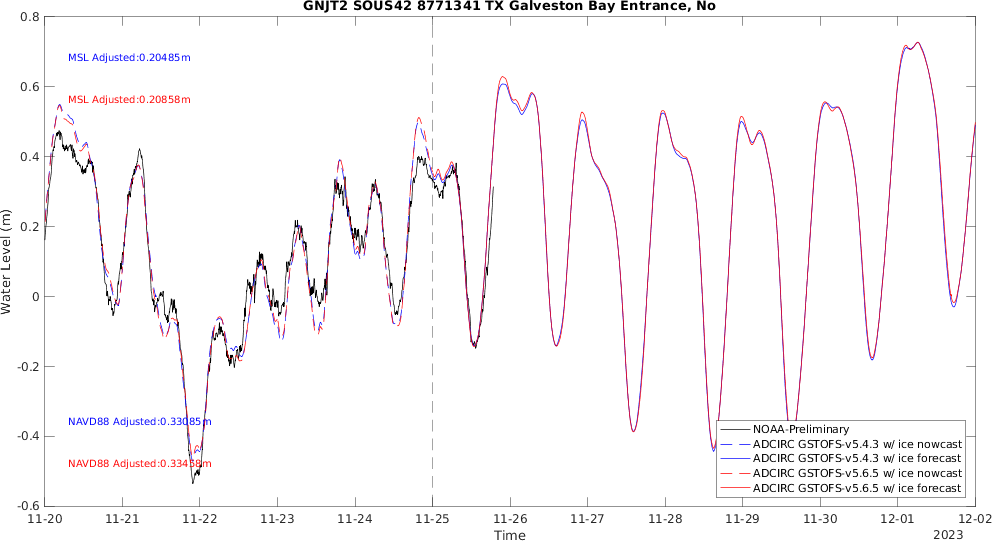 GNJT2 SOUS42 8771341 TX Galveston Bay Entrance, No
0.8
0.6
0.4
0.2
0
-0.2
-0.4
-0.6
Water Level (m)
MSL Adjusted:0.20485m
MSL Adjusted:0.20858m
NAVD88 Adjusted:0.33085m
NAVD88 Adjusted:0.33458m
NOAA-Preliminary
ADCIRC GSTOFS-v5.4.3 w/ ice nowcast
ADCIRC GSTOFS-v5.4.3 w/ ice forecast
ADCIRC GSTOFS-v5.6.5 w/ ice nowcast
ADCIRC GSTOFS-v5.6.5 w/ ice forecast
11-20 11-21 11-22 11-23 11-24 11-25 11-26 11-27 11-28 11-29 11-30 12-01 12-02
Time
2023